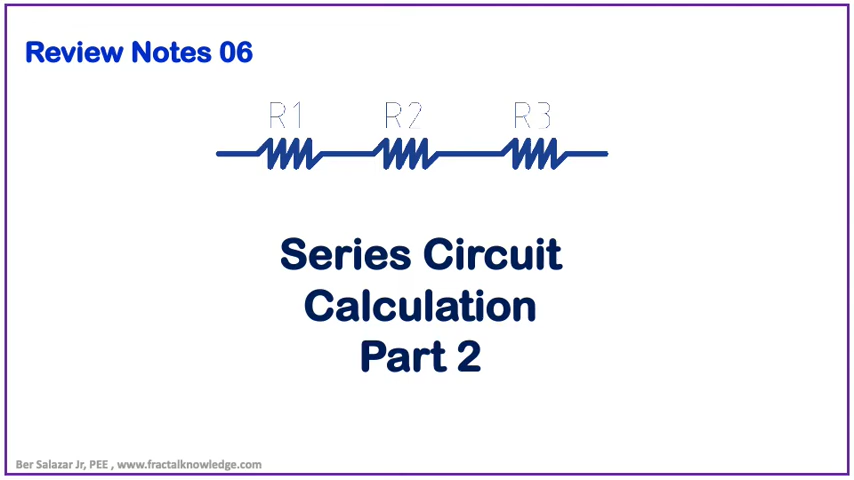 Review Notes 06
R1 R2 R3
Series Circuit
Calculation
Part 2
Ber Salazar Jr, PEE , www.fractalknowledge.com